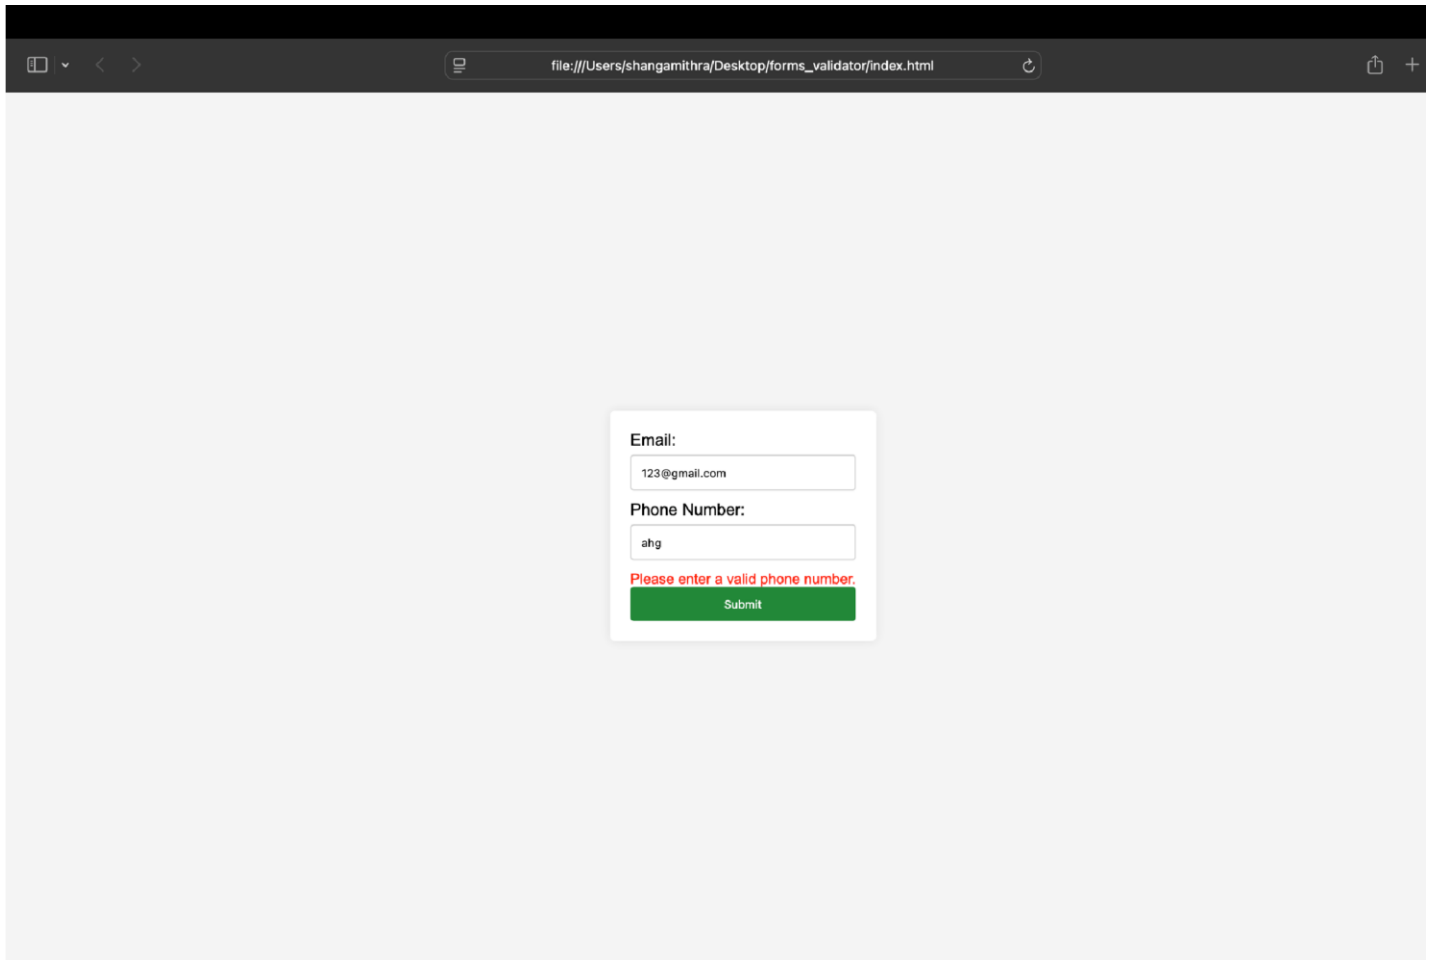 file:///Users/shangamithra/Desktop/forms_validator/index.html
Email:
123@gmail.com
Phone Number:
ahg
Please enter a valid phone number.
Submit